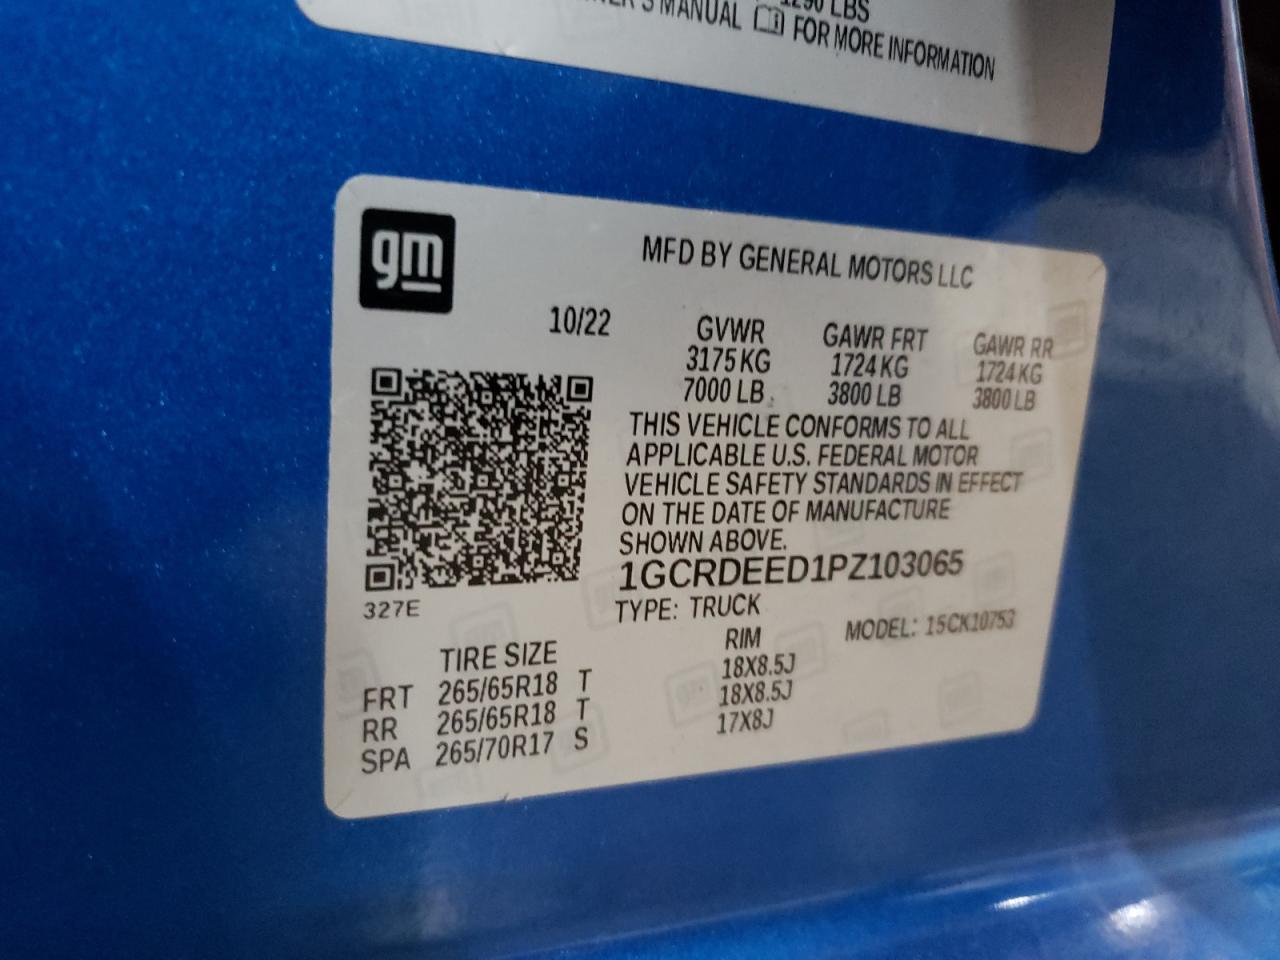 1290 LBS
MANUAL FOR MORE INFORMATION
gm
MFD BY GENERAL MOTORS LLC
10/22
GVWR GAWR FRT GAWR RR
3175 KG 1724 KG 1724 KG
7000 LB 3800 LB 3800 LB
THIS VEHICLE CONFORMS TO ALL
APPLICABLE U.S. FEDERAL MOTOR
VEHICLE SAFETY STANDARDS IN EFFECT
ON THE DATE OF MANUFACTURE
SHOWN ABOVE.
1GCRDEED1PZ103065
327E
TYPE: TRUCK MODEL: 15CK10753
TIRE SIZE RIM
FRT 265/65R18 T 18X8.5J
RR 265/65R18 T 18X8.5J
SPA 265/70R17 S 17X8J